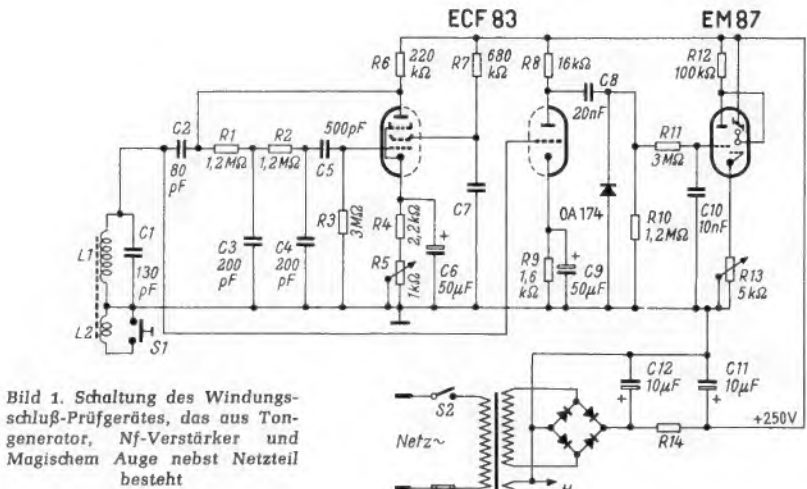 ECF 83
EM 87
R6 220 kΩ
R7 680 kΩ
R8 16kΩ
C8
20nF
R12
100kΩ
C2
80 pF
R1
1,2MΩ
R2
1,2MΩ
500pF
C5
R11
3MΩ
OA 174
C7
C10
10nF
L1
C1
130 pF
C3
200 pF
C4
200 pF
R3
3MΩ
R4
2,2kΩ
R5
1kΩ
C6
50μF
R9
1,6 kΩ
C9
50μF
R10
1,2MΩ
R13
5 kΩ
L2
S1
Bild 1. Schaltung des Windungs-
schluß-Prüfgerätes, das aus Ton-
generator, Nf-Verstärker und
Magischem Auge nebst Netzteil
besteht
S2
Netz~
C12
10μF
C11
10μF
R14
+250V